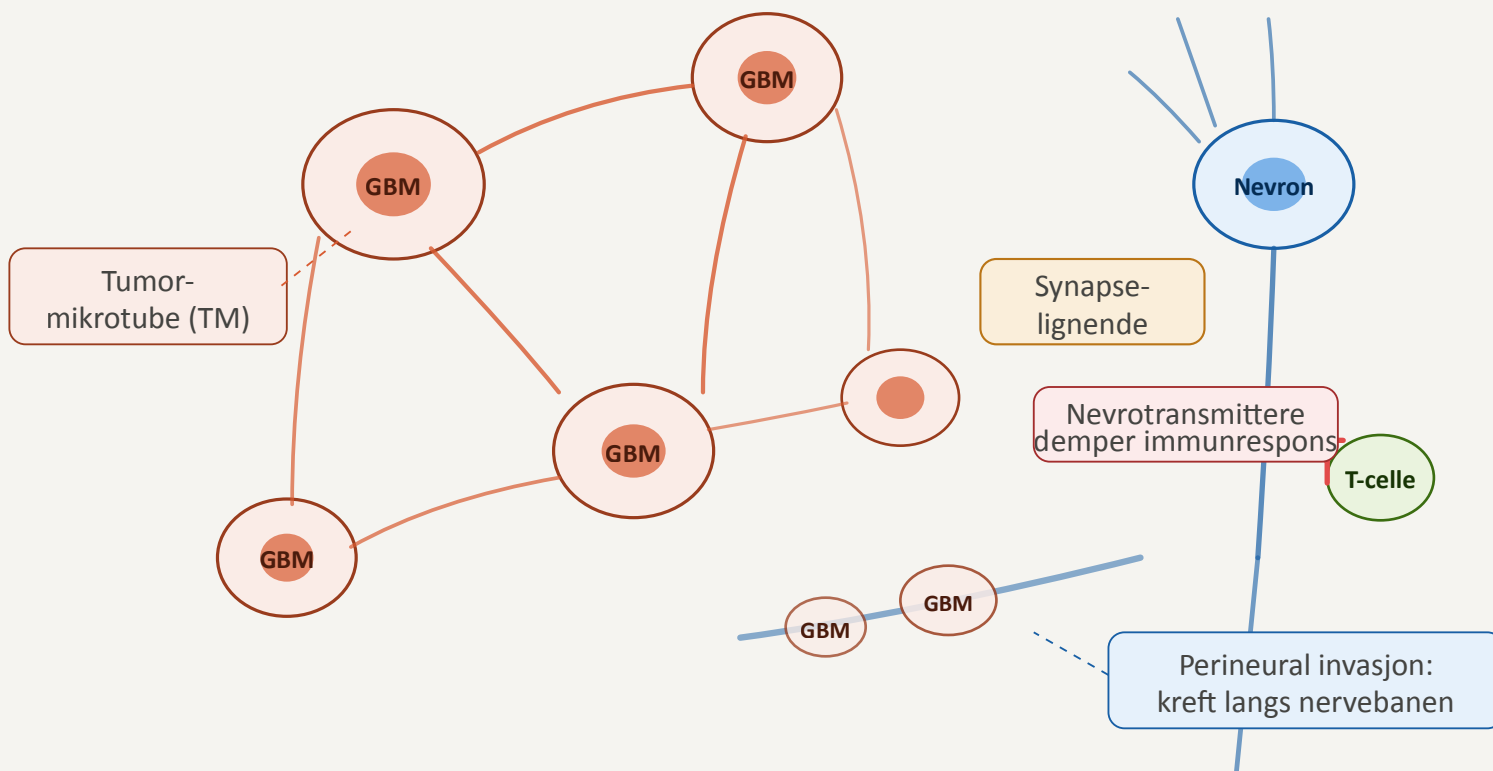 GBM
GBM
Nevron
Tumor-
mikrotube (TM)
Synapse-
lignende
Nevrotransmittere
demper immunrespons
T-celle
GBM
GBM
GBM
GBM
Perineural invasjon:
kreft langs nervebanen